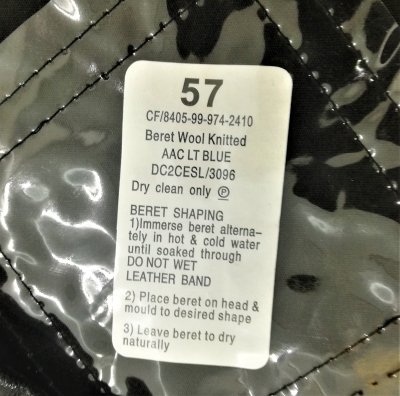 57
CF/8405-99-974-2410
Beret Wool Knitted
AAC LT BLUE
DC2CESL/3096
Dry clean only Ⓟ
BERET SHAPING
1)Immerse beret alterna-
tely in hot & cold water
until soaked through
DO NOT WET
LEATHER BAND
2) Place beret on head &
mould to desired shape
3) Leave beret to dry
naturally